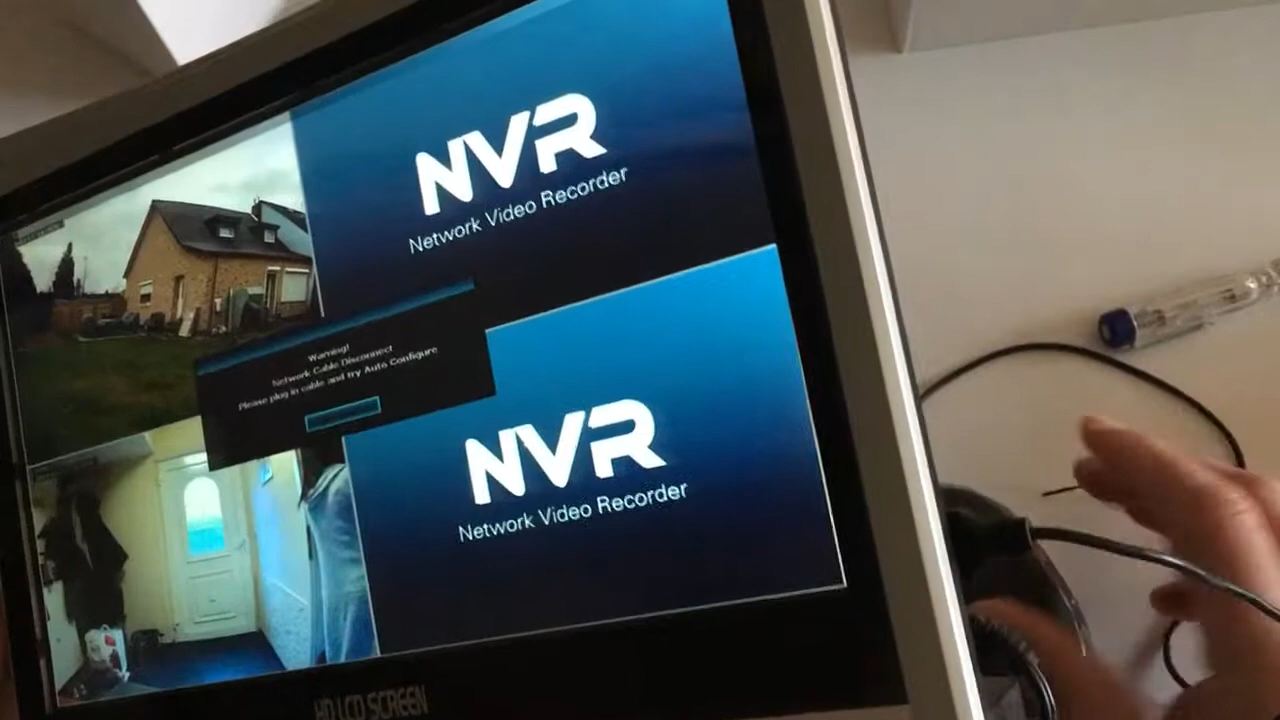 NVR
Network Video Recorder
Warning!
Network Cable Disconnect
Please plug in cable and try Auto Configure
NVR
Network Video Recorder
HD LCD SCREEN